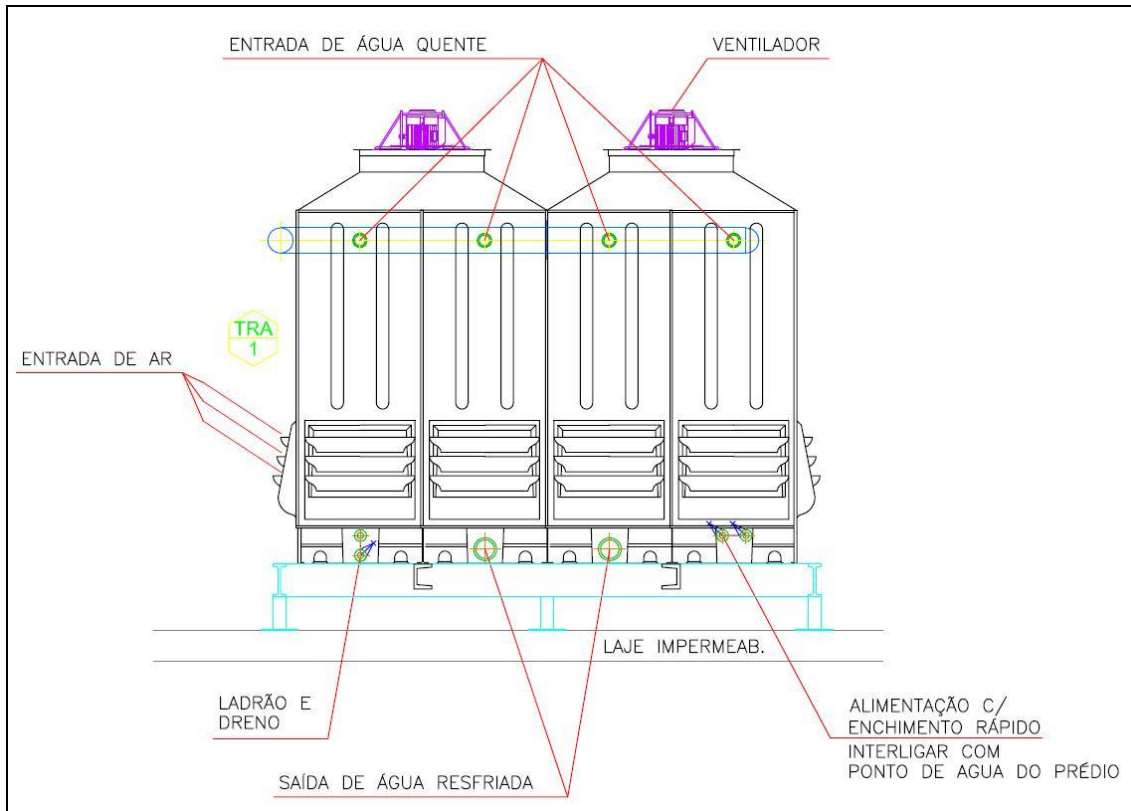 ENTRADA DE ÁGUA QUENTE
VENTILADOR
TRA
1
ENTRADA DE AR
LAJE IMPERMEAB.
LADRÃO E
DRENO
ALIMENTAÇÃO C/
ENCHIMENTO RÁPIDO
INTERLIGAR COM
PONTO DE AGUA DO PRÉDIO
SAÍDA DE ÁGUA RESFRIADA